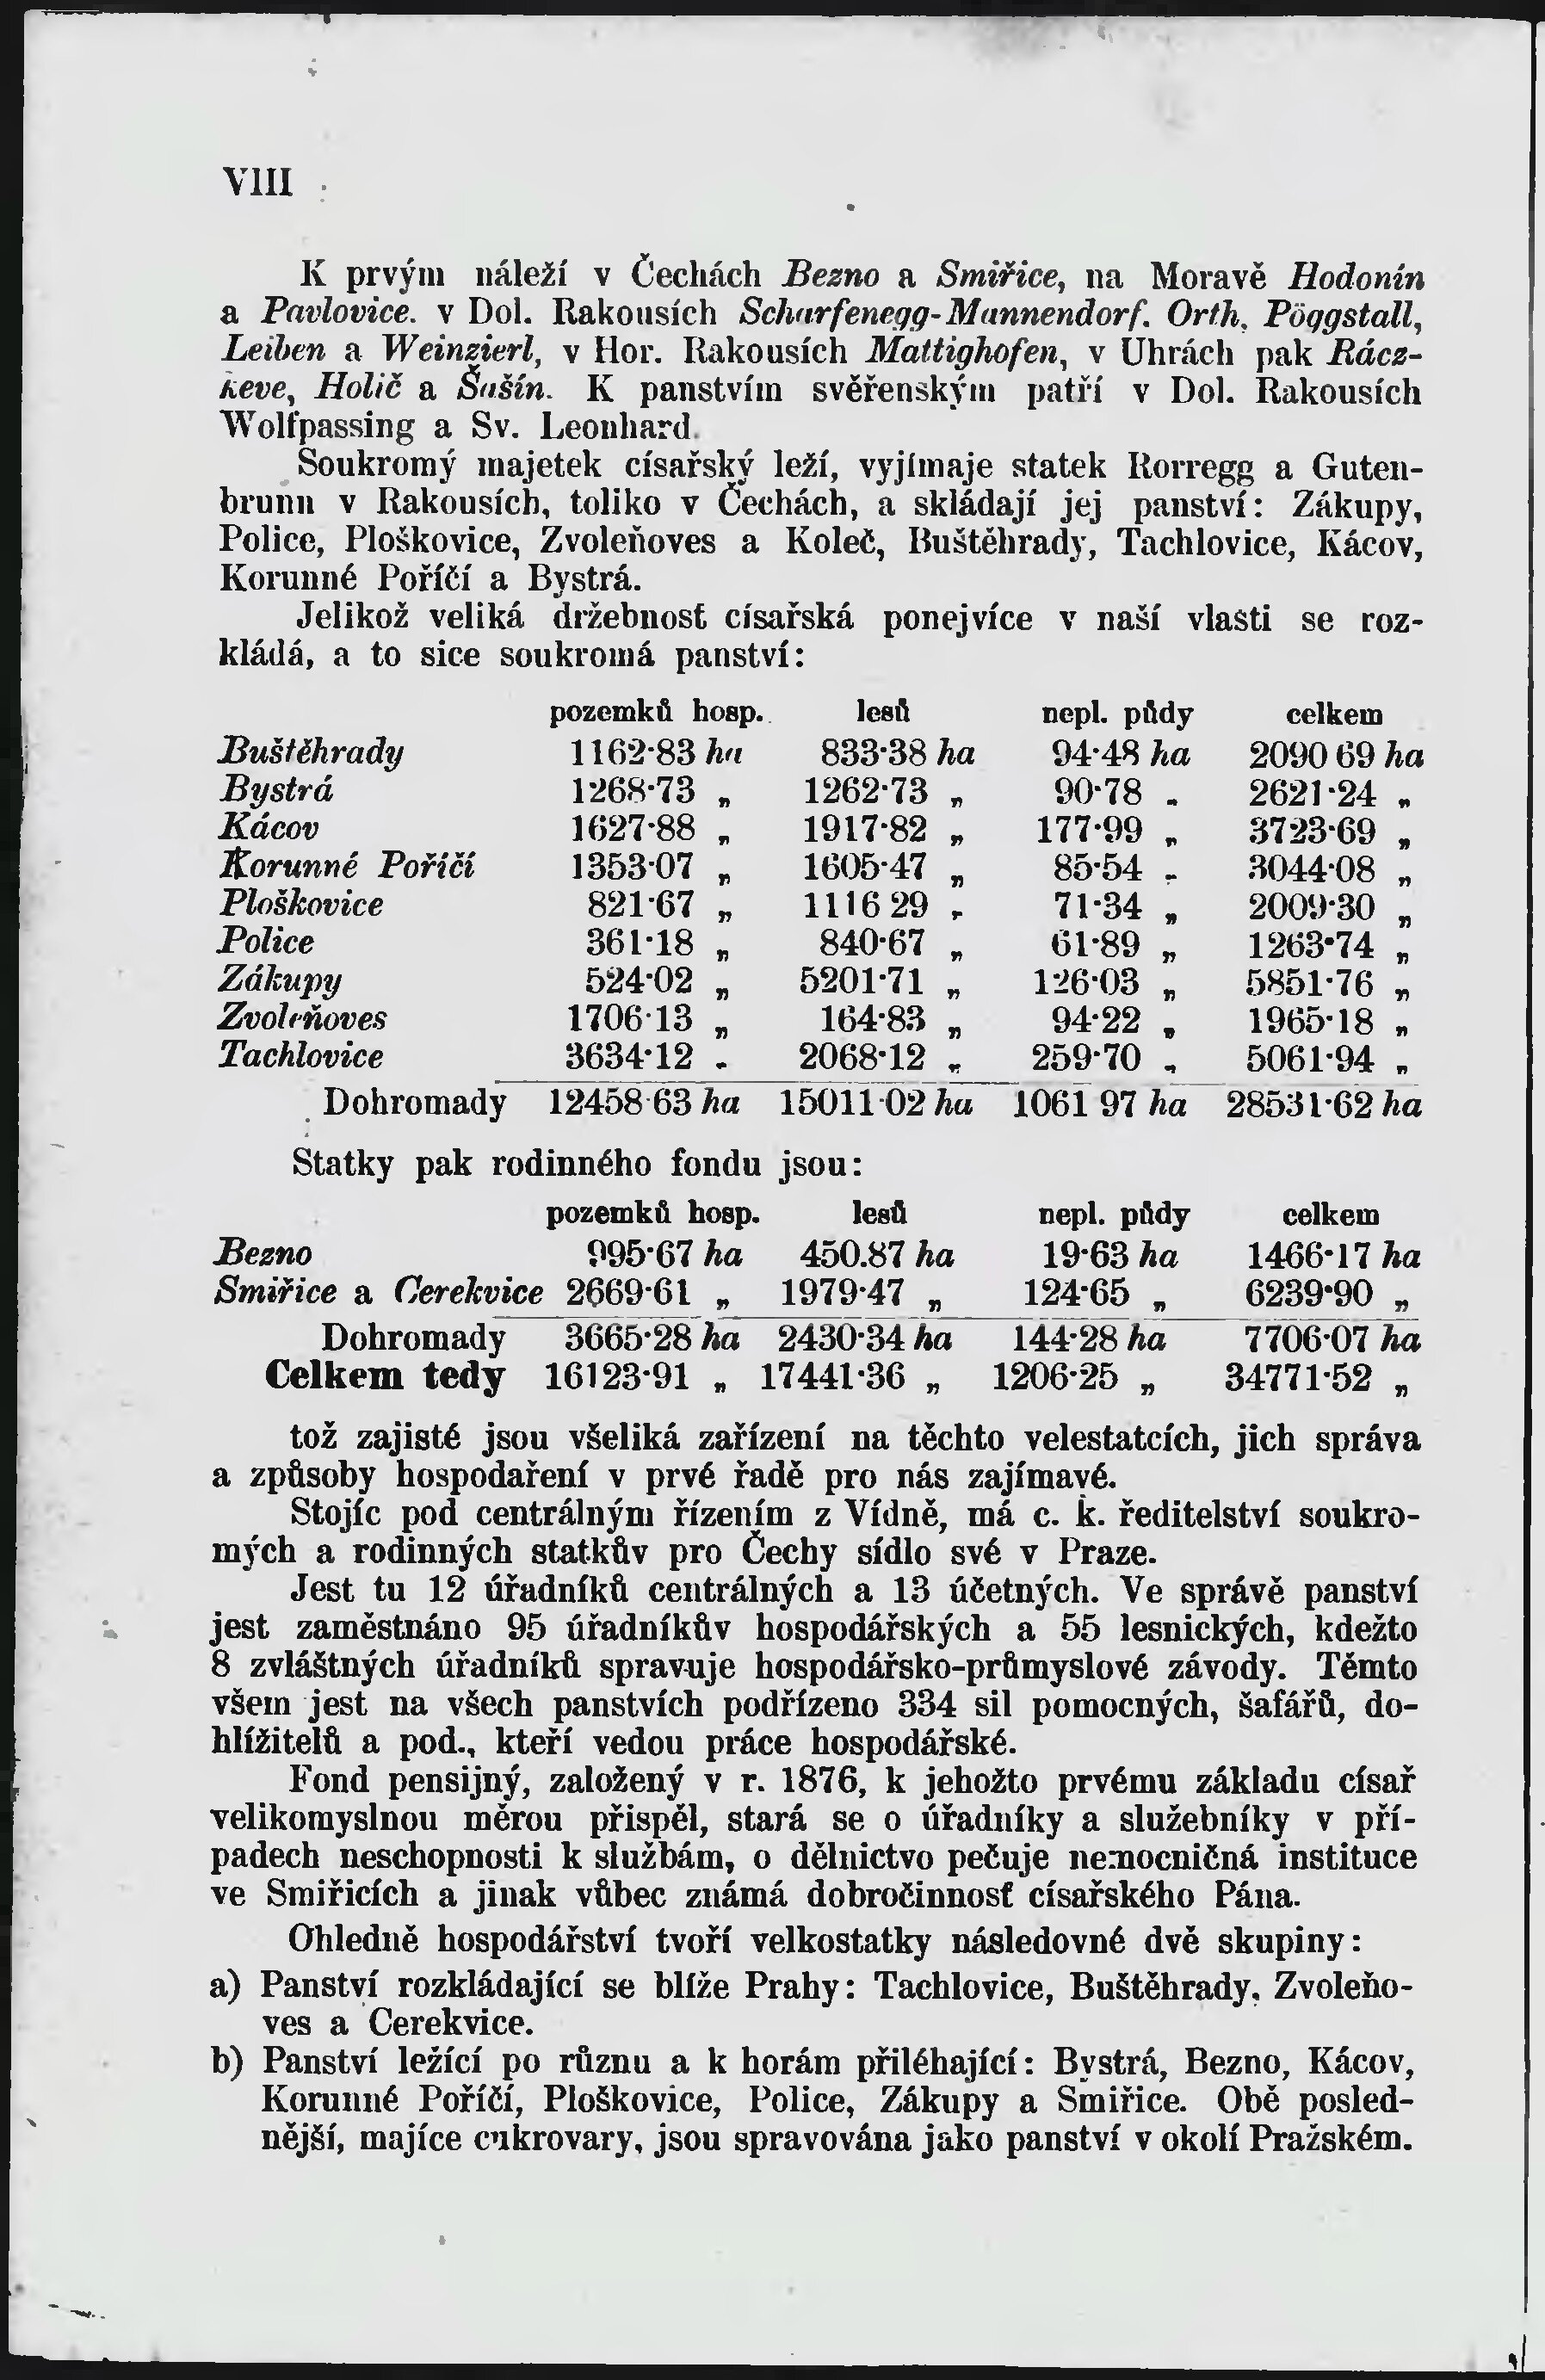 VIII
K prvým náleží v Čechách Bezno a Smiřice, na Moravě Hodonín
a Pavlovice. v Dol. Rakousích Scharfenegg-Mannendorf. Orth, Pöggstall,
Leiben a Weinzierl, v Hor. Rakousích Mattighofen, v Uhrách pak Rácz-
keve, Holič a Šašín. K panstvím svěřenským patří v Dol. Rakousích
Wolfpassing a Sv. Leonhard.
Soukromý majetek císařský leží, vyjímaje statek Rorregg a Guten-
brunn v Rakousích, toliko v Čechách, a skládají jej panství: Zákupy,
Police, Ploškovice, Zvoleňoves a Koleč, Buštěhrady, Tachlovice, Kácov,
Korunné Poříčí a Bystrá.
Jelikož veliká državnosť císařská ponejvíce v naší vlasti se roz-
kládá, a to sice soukromá panství:
pozemků hosp. lesů nepl. půdy celkem
Buštěhrady 1162·83 ha 833·38 ha 94·48 ha 2090 69 ha
Bystrá 1268·73 „ 1262·73 „ 90·78 „ 2621·24 „
Kácov 1627·88 „ 1917·82 „ 177·99 „ 3723·69 „
Korunné Poříčí 1353·07 „ 1605·47 „ 85·54 „ 3044·08 „
Ploškovice 821·67 „ 1116 29 „ 71·34 „ 2009·30 „
Police 361·18 „ 840·67 „ 61·89 „ 1263·74 „
Zákupy 524·02 „ 5201·71 „ 126·03 „ 5851·76 „
Zvoleňoves 1706·13 „ 164·83 „ 94·22 „ 1965·18 „
Tachlovice 3634·12 „ 2068·12 „ 259·70 „ 5061·94 „
Dohromady 12458·63 ha 15011·02 ha 1061 97 ha 28531·62 ha
Statky pak rodinného fondu jsou:
pozemků hosp. lesů nepl. půdy celkem
Bezno 995·67 ha 450.87 ha 19·63 ha 1466·17 ha
Smiřice a Cerekvice 2669·61 „ 1979·47 „ 124·65 „ 6239·90 „
Dohromady 3665·28 ha 2430·34 ha 144·28 ha 7706·07 ha
Celkem tedy 16123·91 „ 17441·36 „ 1206·25 „ 34771·52 „
tož zajisté jsou všeliká zařízení na těchto velestatcích, jich správa
a způsoby hospodaření v prvé řadě pro nás zajímavé.
Stojíc pod centrálným řízením z Vídně, má c. k. ředitelství soukro-
mých a rodinných statkův pro Čechy sídlo své v Praze.
Jest tu 12 úřadníků centrálných a 13 účetných. Ve správě panství
jest zaměstnáno 95 úřadníkův hospodářských a 55 lesnických, kdežto
8 zvláštných úřadníků spravuje hospodářsko-průmyslové závody. Těmto
všem jest na všech panstvích podřízeno 334 sil pomocných, šafářů, do-
hlížitelů a pod., kteří vedou práce hospodářské.
Fond pensijný, založený v r. 1876, k jehožto prvému základu císař
velikomyslnou měrou přispěl, stará se o úřadníky a služebníky v pří-
padech neschopnosti k službám, o dělnictvo pečuje nemocničná instituce
ve Smiřicích a jinak vůbec známá dobročinnosť císařského Pána.
Ohledně hospodářství tvoří velkostatky následovné dvě skupiny:
a) Panství rozkládající se blíže Prahy: Tachlovice, Buštěhrady, Zvoleňo-
ves a Cerekvice.
b) Panství ležící po různu a k horám přiléhající: Bystrá, Bezno, Kácov,
Korunné Poříčí, Ploškovice, Police, Zákupy a Smiřice. Obě posled-
nější, majíce cukrovary, jsou spravována jako panství v okolí Pražském.